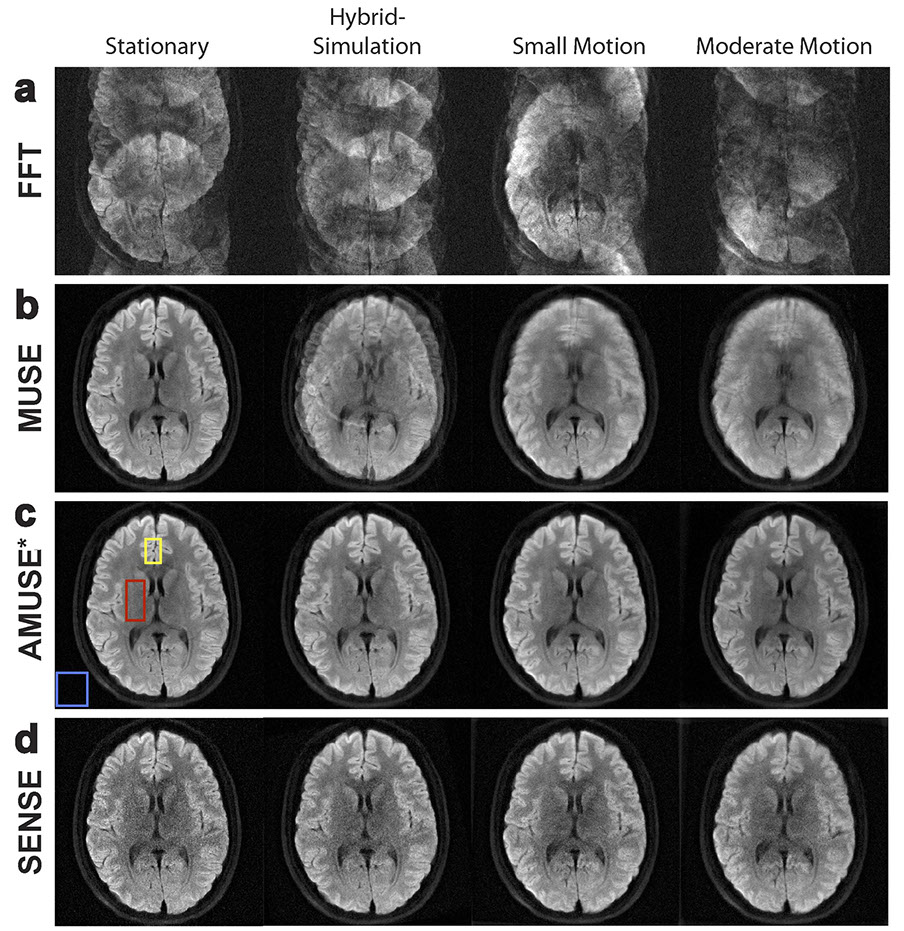 Stationary
Hybrid-
Simulation
Small Motion
Moderate Motion
a
FFT
b
MUSE
c
AMUSE*
d
SENSE